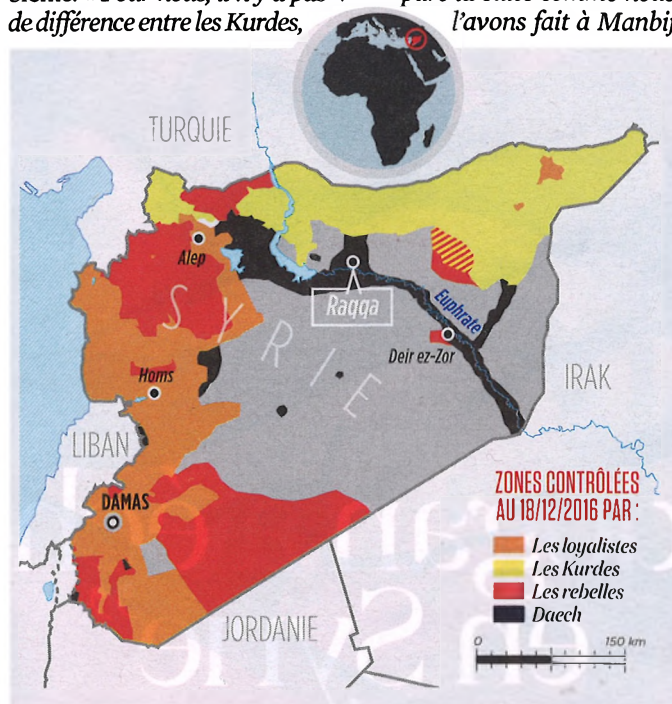 de différence entre les Kurdes,
l'avons fait à Manbij
TURQUIE
Alep
SYRIE
Raqqa
Euphrate
Deir ez-Zor
Homs
IRAK
LIBAN
DAMAS
JORDANIE
ZONES CONTRÔLÉES
AU 18/12/2016 PAR :
Les loyalistes
Les Kurdes
Les rebelles
Daech
0 150 km